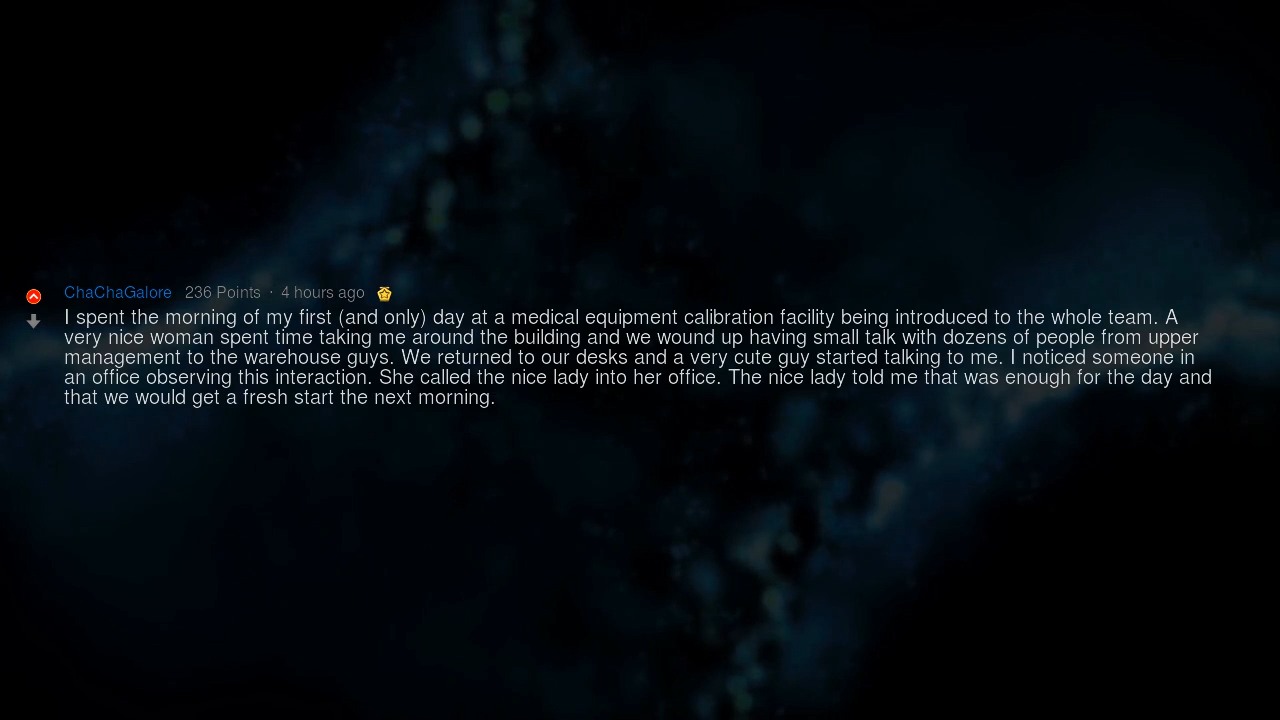 ChaChaGalore 236 Points · 4 hours ago
I spent the morning of my first (and only) day at a medical equipment calibration facility being introduced to the whole team. A
very nice woman spent time taking me around the building and we wound up having small talk with dozens of people from upper
management to the warehouse guys. We returned to our desks and a very cute guy started talking to me. I noticed someone in
an office observing this interaction. She called the nice lady into her office. The nice lady told me that was enough for the day and
that we would get a fresh start the next morning.